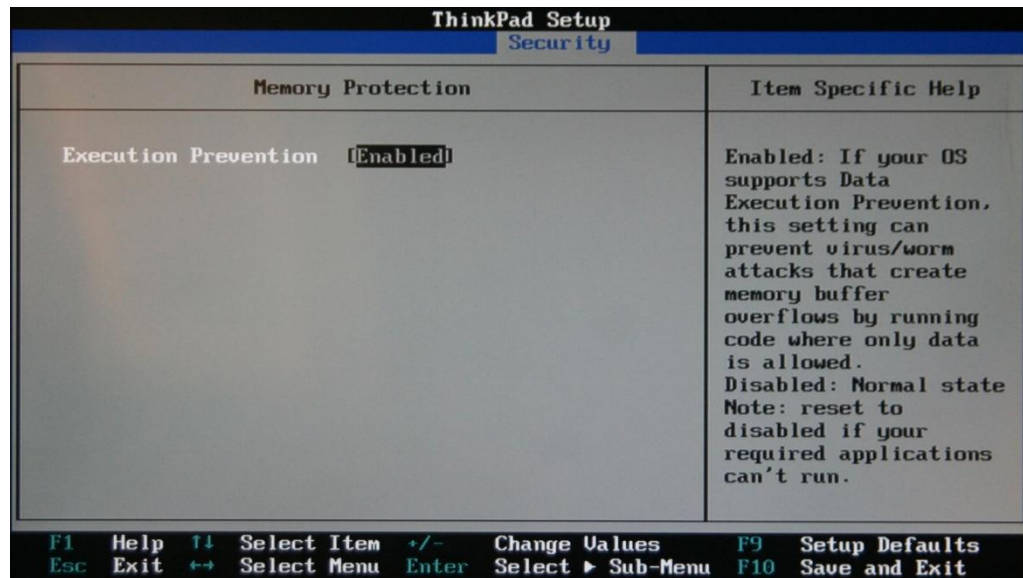 ThinkPad Setup
Security
Memory Protection
Execution Prevention [Enabled]
Item Specific Help
Enabled: If your OS
supports Data
Execution Prevention,
this setting can
prevent virus/worm
attacks that create
memory buffer
overflows by running
code where only data
is allowed.
Disabled: Normal state
Note: reset to
disabled if your
required applications
can't run.
F1 Help ↑↓ Select Item +/- Change Values F9 Setup Defaults
Esc Exit ↔ Select Menu Enter Select ▶ Sub-Menu F10 Save and Exit